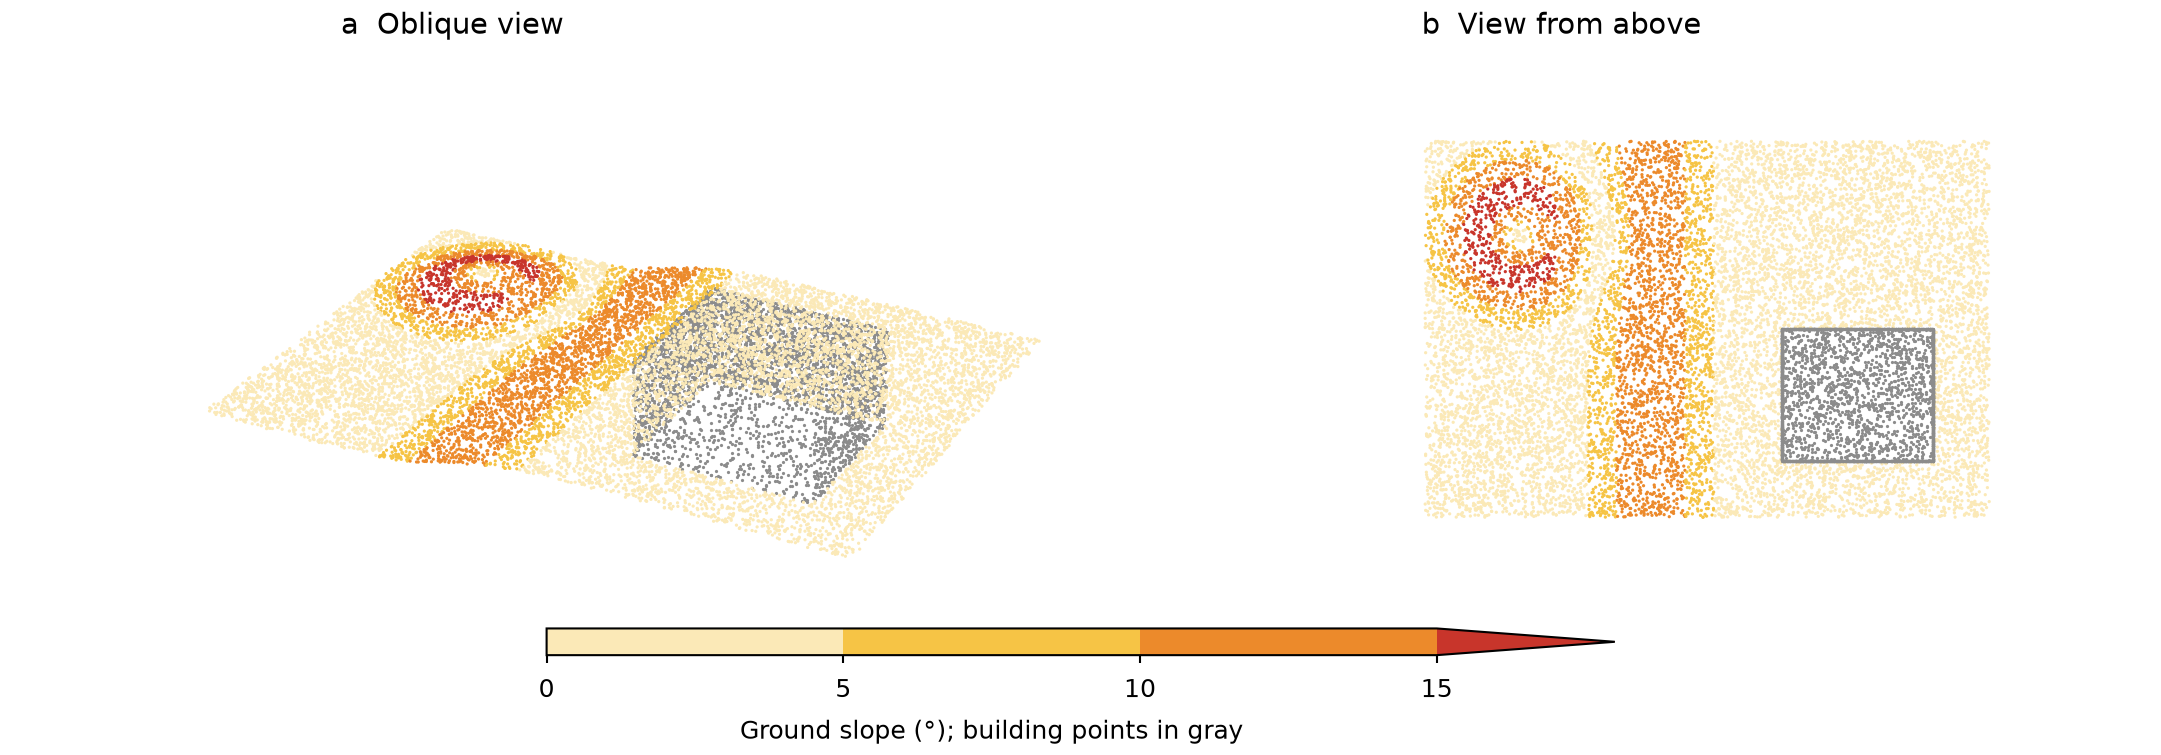 a  Oblique view
b  View from above
0
5
10
15
Ground slope (°); building points in gray